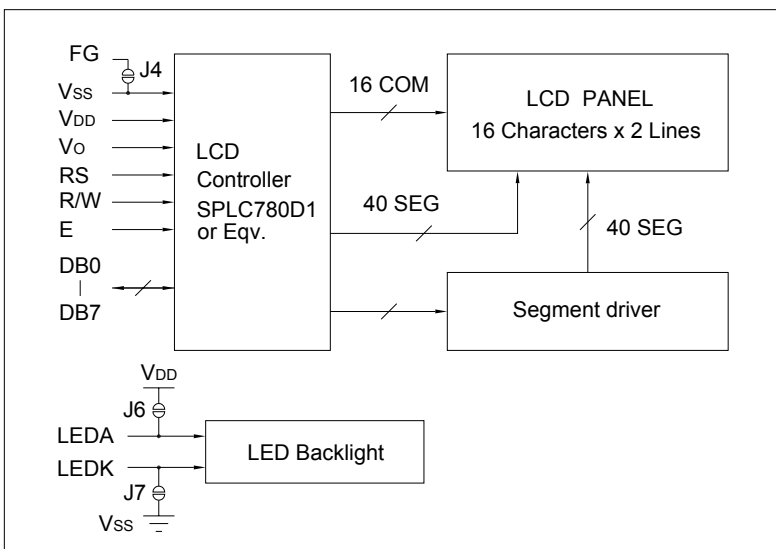 FG
J4
VSS
VDD
VO
RS
R/W
E
DB0
|
DB7
LCD
Controller
SPLC780D1
or Eqv.
16 COM
40 SEG
LCD PANEL
16 Characters x 2 Lines
40 SEG
Segment driver
VDD
J6
LEDA
LEDK
J7
VSS
LED Backlight